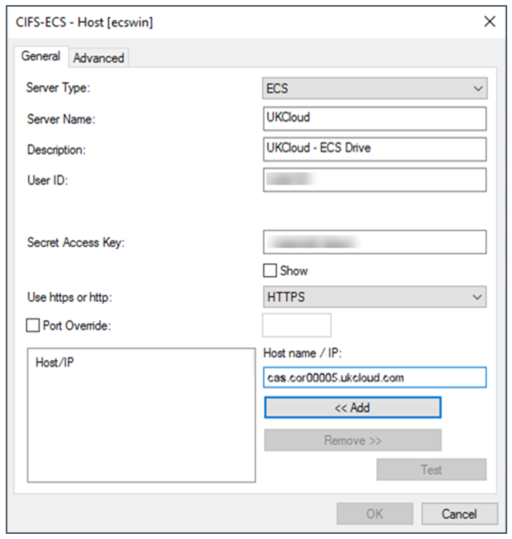 CIFS-ECS - Host [ecswin]
General Advanced
Server Type: ECS
Server Name: UKCloud
Description: UKCloud - ECS Drive
User ID:
Secret Access Key:
Show
Use https or http: HTTPS
Port Override:
Host/IP
Host name / IP:
cas.cor00005.ukcloud.com
<< Add
Remove >>
Test
OK Cancel